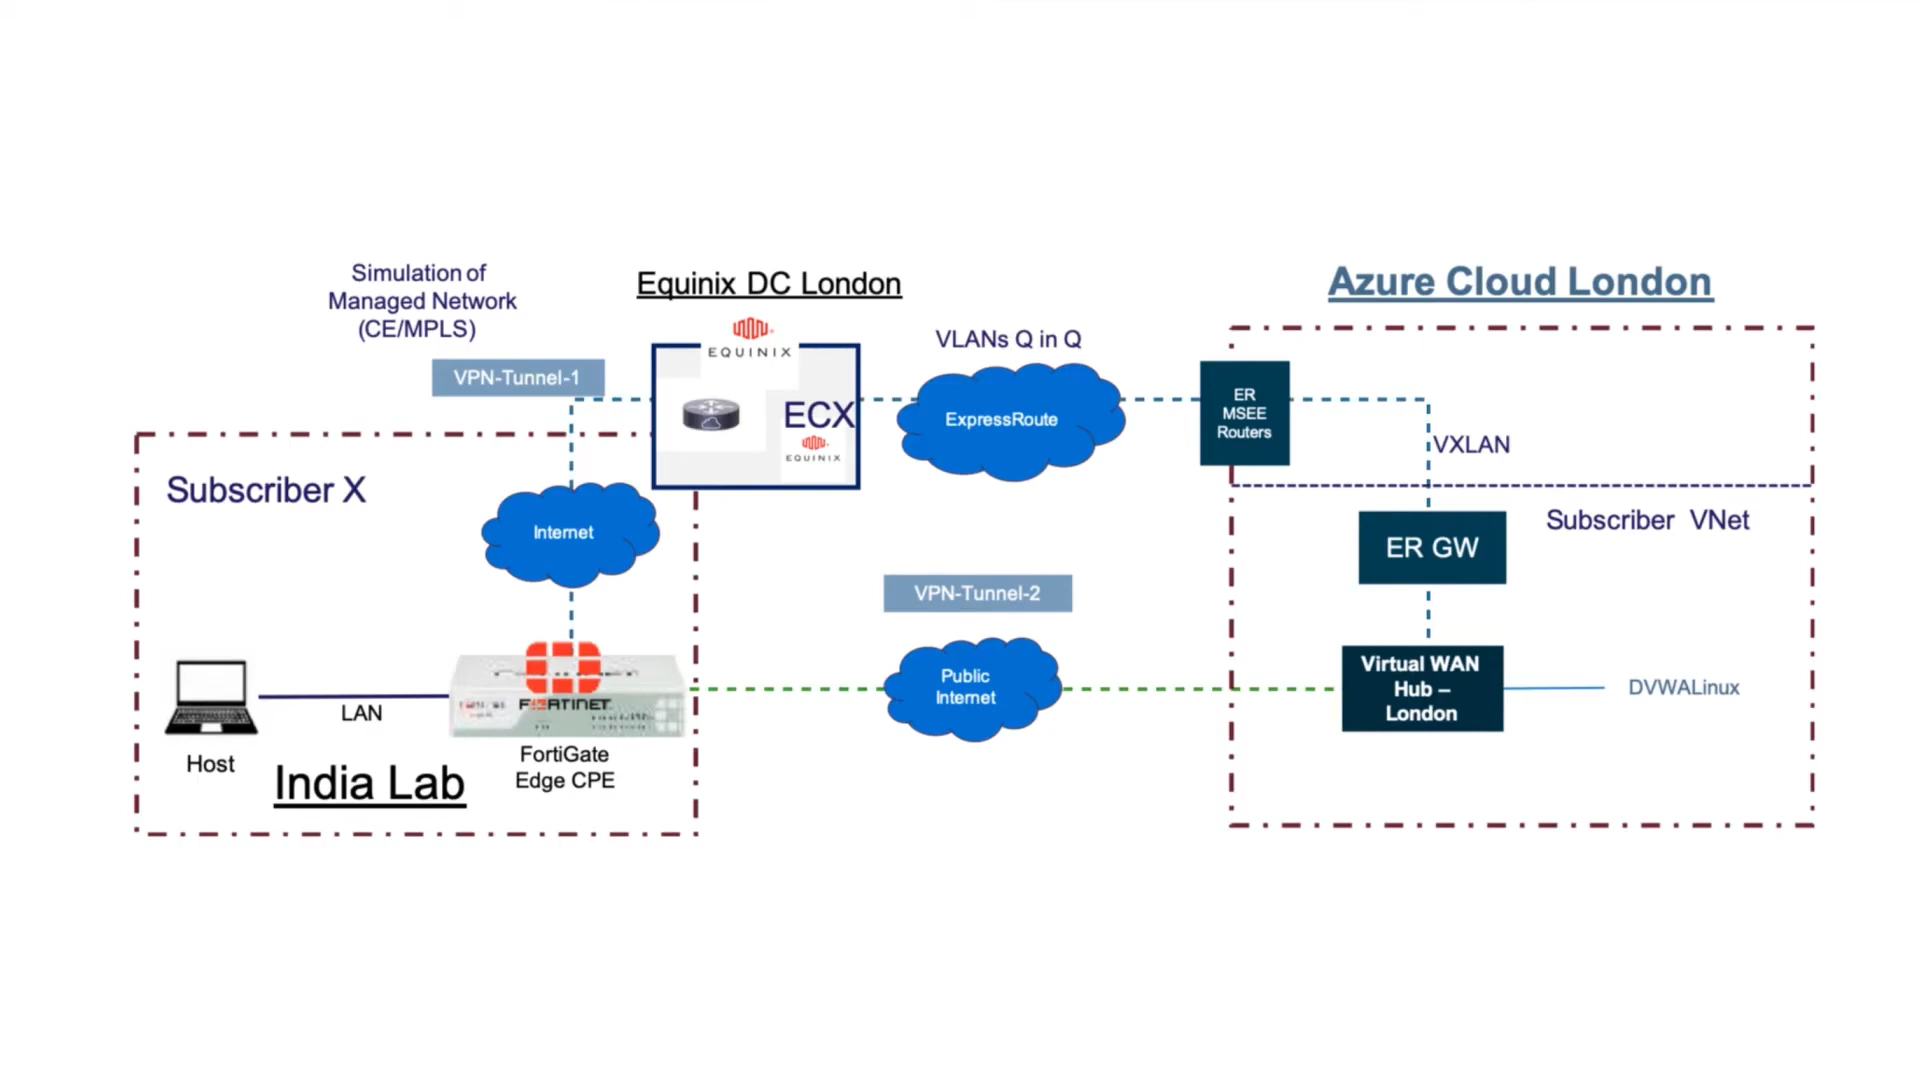 Simulation of
Managed Network
(CE/MPLS)
VPN-Tunnel-1
Equinix DC London
EQUINIX
ECX
EQUINIX
VLANs Q in Q
ExpressRoute
Azure Cloud London
ER
MSEE
Routers
VXLAN
Subscriber VNet
ER GW
Virtual WAN
Hub –
London
DVWALinux
Subscriber X
Internet
VPN-Tunnel-2
Public
Internet
LAN
Host
India Lab
FORTINET
FortiGate
Edge CPE